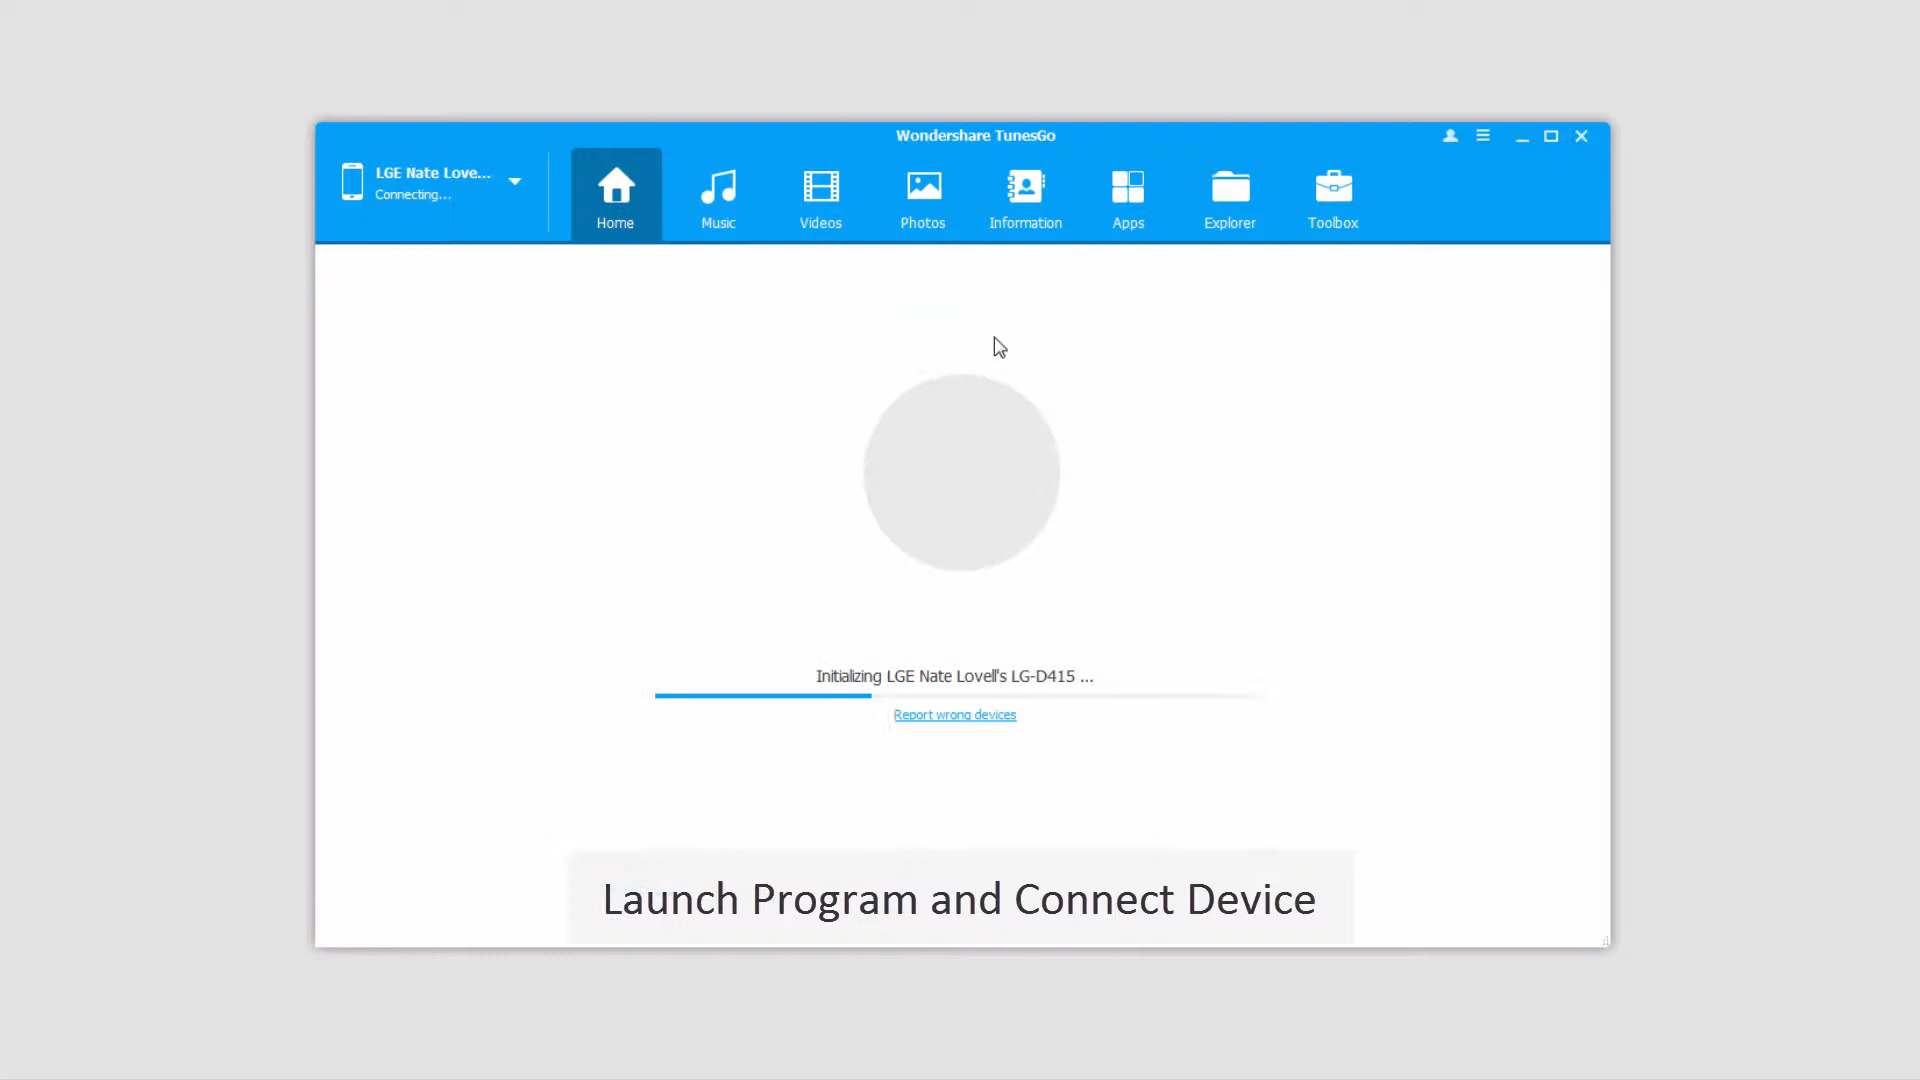 Wondershare TunesGo
LGE Nate Love...
Connecting...
Home
Music
Videos
Photos
Information
Apps
Explorer
Toolbox
Initializing LGE Nate Lovell's LG-D415 ...
Report wrong devices
Launch Program and Connect Device